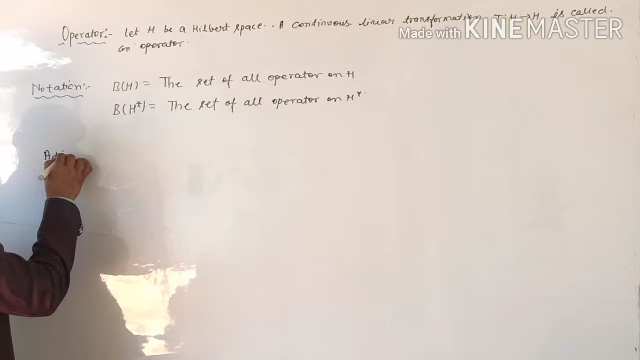 Operator:- Let H be a Hilbert space. A continuous linear transformation T: H→H is called
an operator.
Made with KINEMASTER
Notation:- B(H) = The set of all operator on H
B(H*) = The set of all operator on H*.